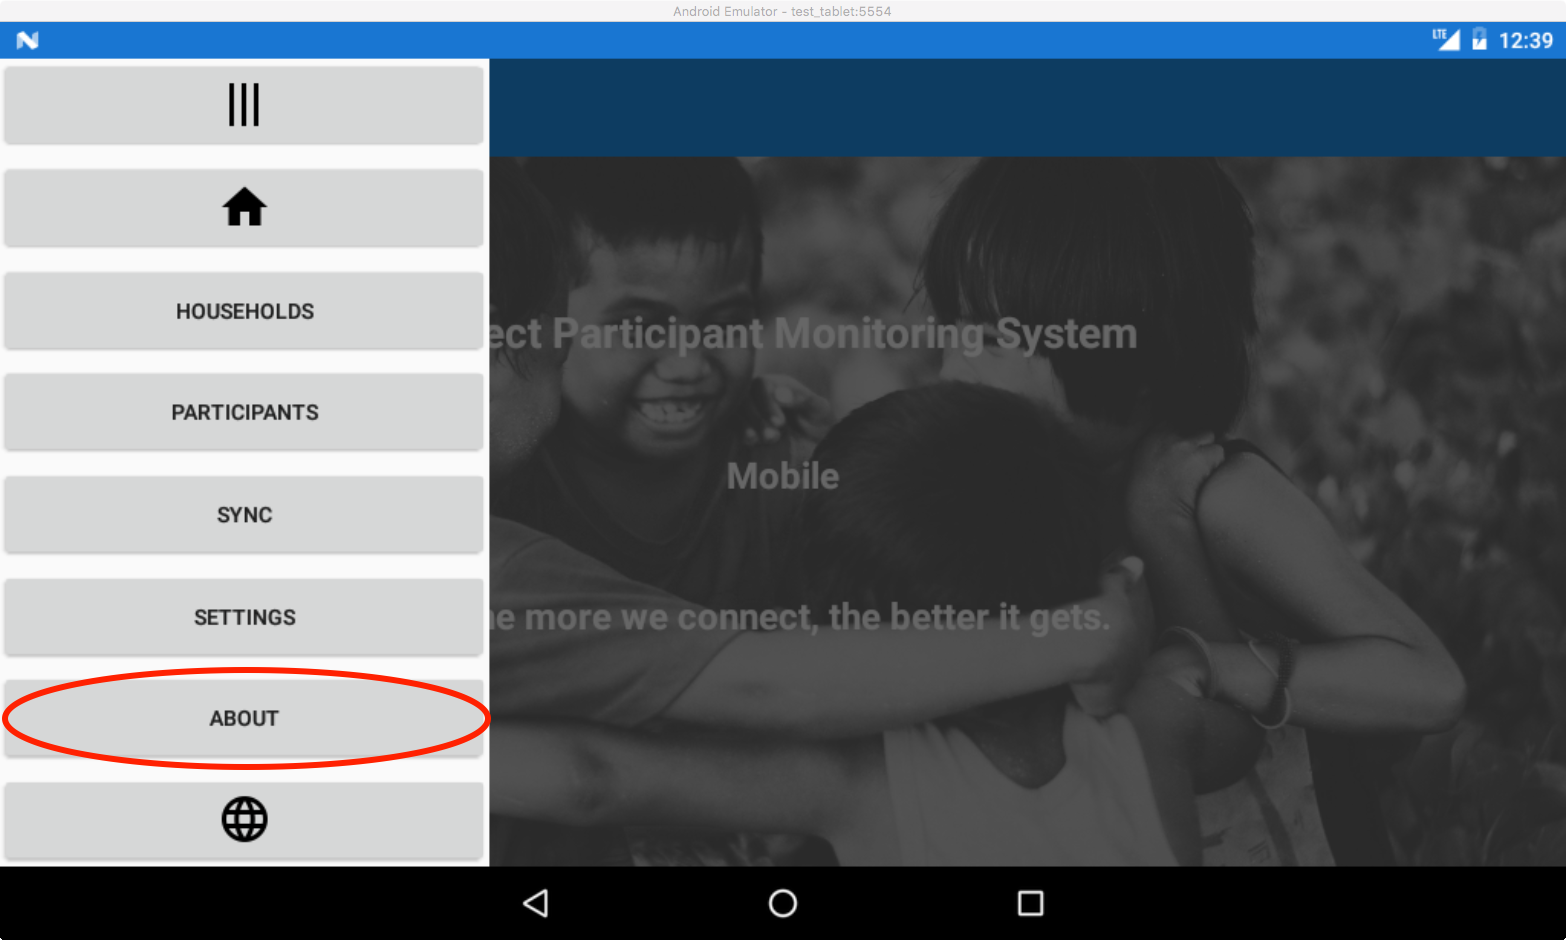 Android Emulator - test_tablet:5554
LTE 12:39
HOUSEHOLDS
ect Participant Monitoring System
PARTICIPANTS
Mobile
SYNC
SETTINGS
e more we connect, the better it gets.
ABOUT